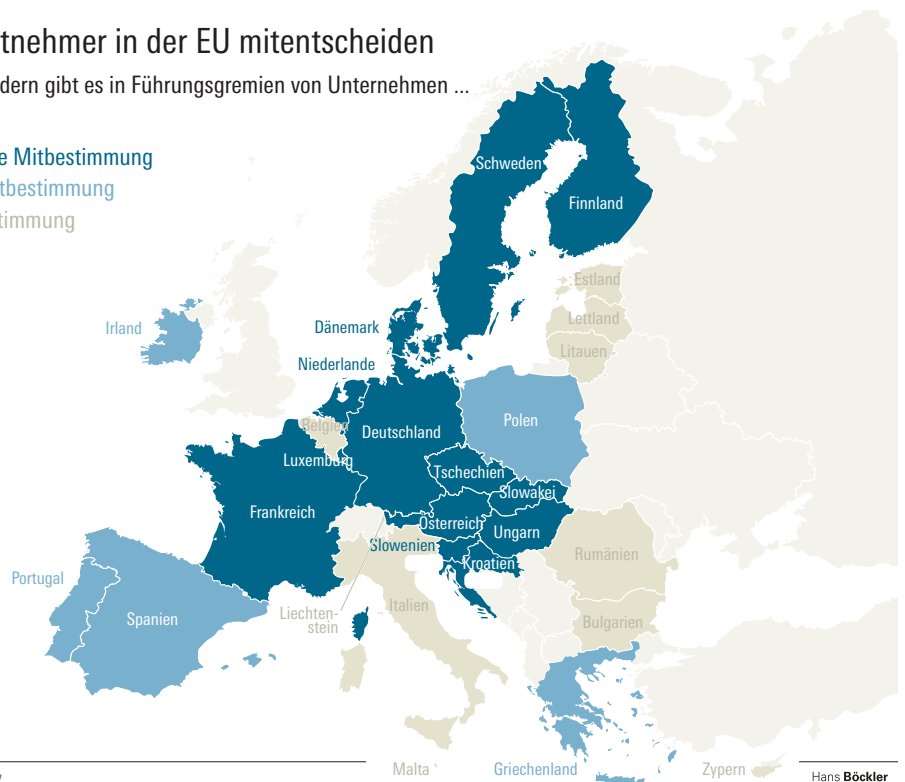 tnehmer in der EU mitentscheiden
dern gibt es in Führungsgremien von Unternehmen ...
e Mitbestimmung
tbestimmung
timmung
Schweden
Finnland
Estland
Lettland
Litauen
Irland
Dänemark
Niederlande
Belgien
Deutschland
Polen
Luxemburg
Tschechien
Slowakei
Frankreich
Österreich
Ungarn
Slowenien
Kroatien
Rumänien
Portugal
Spanien
Liechten-
stein
Italien
Bulgarien
Malta
Griechenland
Zypern
Hans Böckler